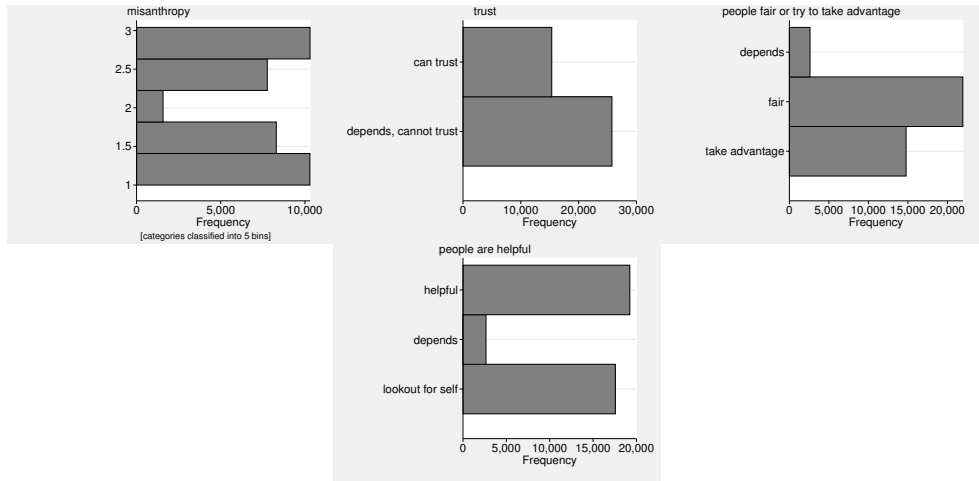 misanthropy
3
2.5
2
1.5
1
0 5,000 10,000
Frequency
[categories classified into 5 bins]
trust
can trust
depends, cannot trust
0 10,000 20,000 30,000
Frequency
people fair or try to take advantage
depends
fair
take advantage
0 5,000 10,000 15,000 20,000
Frequency
people are helpful
helpful
depends
lookout for self
0 5,000 10,000 15,000 20,000
Frequency